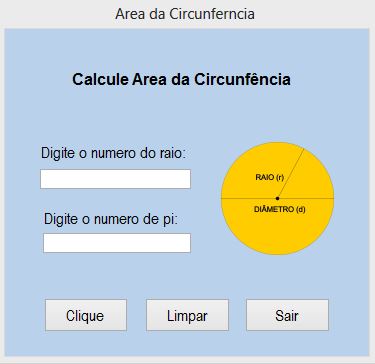 Area da Circunferncia
Calcule Area da Circunfência
Digite o numero do raio:
RAIO (r)
DIÂMETRO (d)
Digite o numero de pi:
Clique
Limpar
Sair